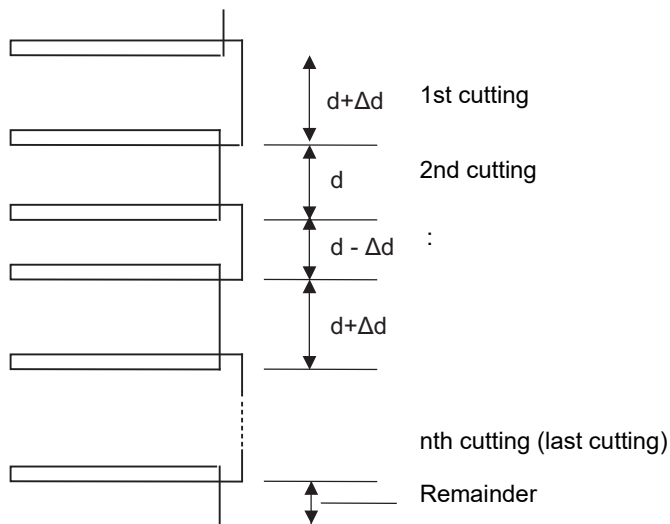 d+Δd 1st cutting
d 2nd cutting
d - Δd :
d+Δd
nth cutting (last cutting)
Remainder